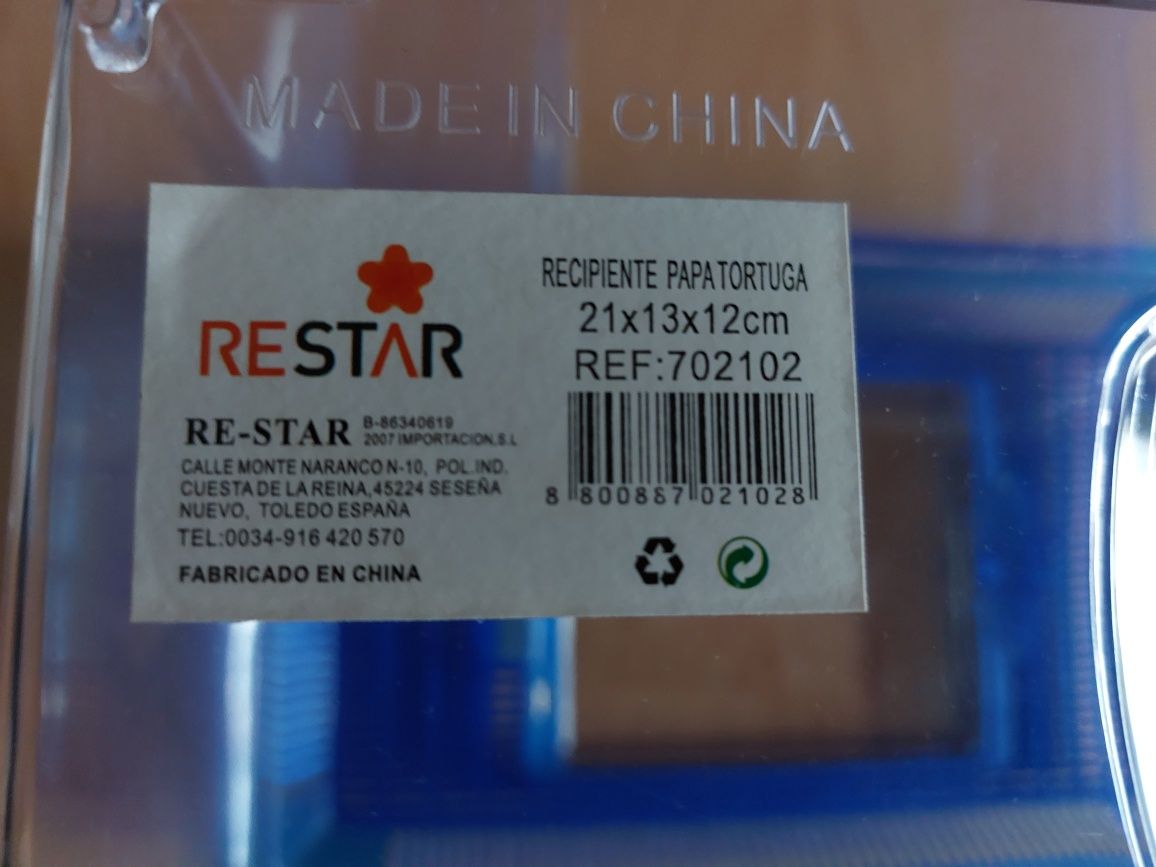 MADE IN CHINA
RESTAR
RE-STAR B-86340619
2007 IMPORTACION.S.L
CALLE MONTE NARANCO N-10, POL.IND.
CUESTA DE LA REINA,45224 SESEÑA
NUEVO, TOLEDO ESPAÑA
TEL:0034-916 420 570
FABRICADO EN CHINA
RECIPIENTE PAPATORTUGA
21x13x12cm
REF:702102
8 800887 021028